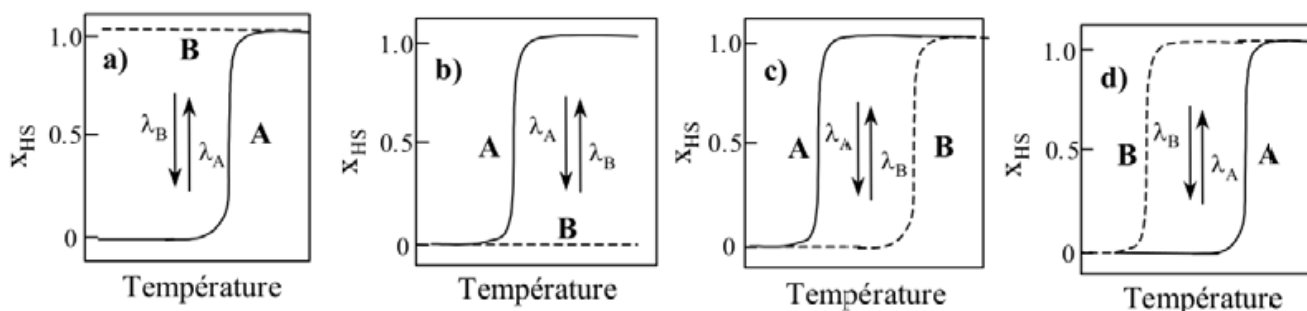 a)
x_HS
1.0
0.5
0
B
λ_B
λ_A
A
Température
b)
x_HS
1.0
0.5
0
A
λ_A
λ_B
B
Température
c)
x_HS
1.0
0.5
0
A
λ_A
λ_B
B
Température
d)
x_HS
1.0
0.5
0
B
λ_B
λ_A
A
Température